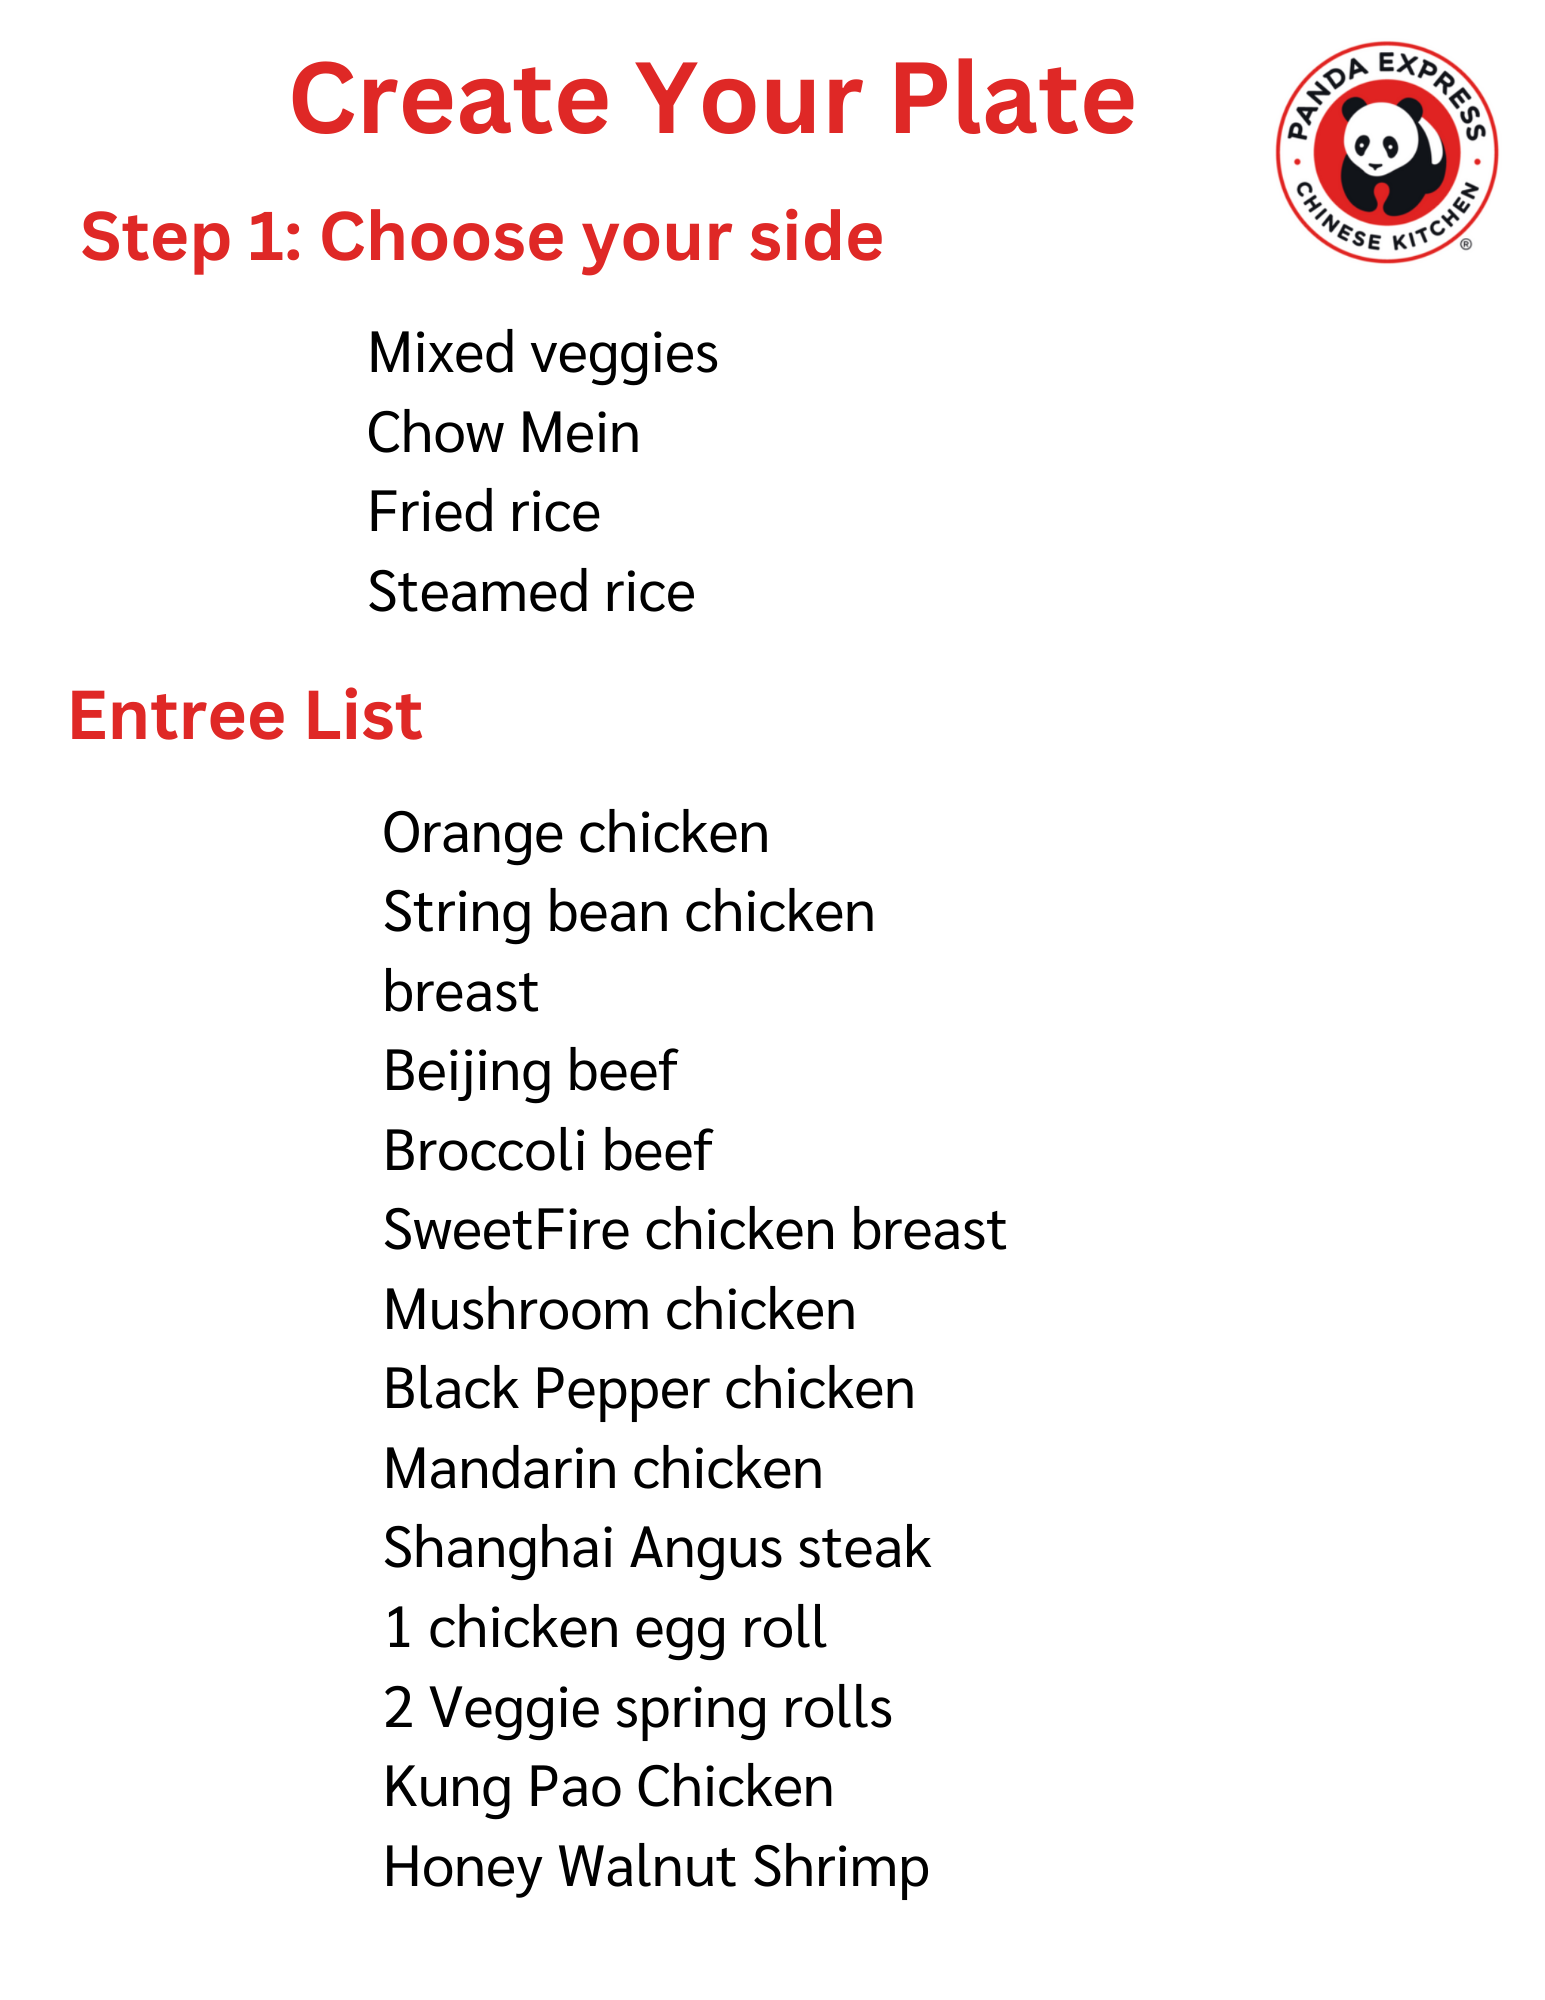 Create Your Plate
PANDA EXPRESS
CHINESE KITCHEN
®
Step 1: Choose your side
Mixed veggies
Chow Mein
Fried rice
Steamed rice
Entree List
Orange chicken
String bean chicken
breast
Beijing beef
Broccoli beef
SweetFire chicken breast
Mushroom chicken
Black Pepper chicken
Mandarin chicken
Shanghai Angus steak
1 chicken egg roll
2 Veggie spring rolls
Kung Pao Chicken
Honey Walnut Shrimp